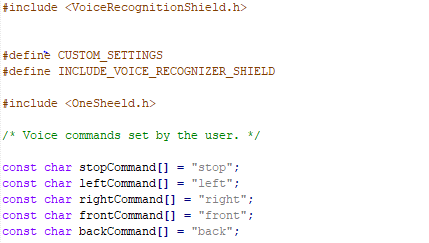 #include <VoiceRecognitionShield.h>
#define CUSTOM_SETTINGS
#define INCLUDE_VOICE_RECOGNIZER_SHIELD
#include <OneSheeld.h>
/* Voice commands set by the user. */
const char stopCommand[] = "stop";
const char leftCommand[] = "left";
const char rightCommand[] = "right";
const char frontCommand[] = "front";
const char backCommand[] = "back";